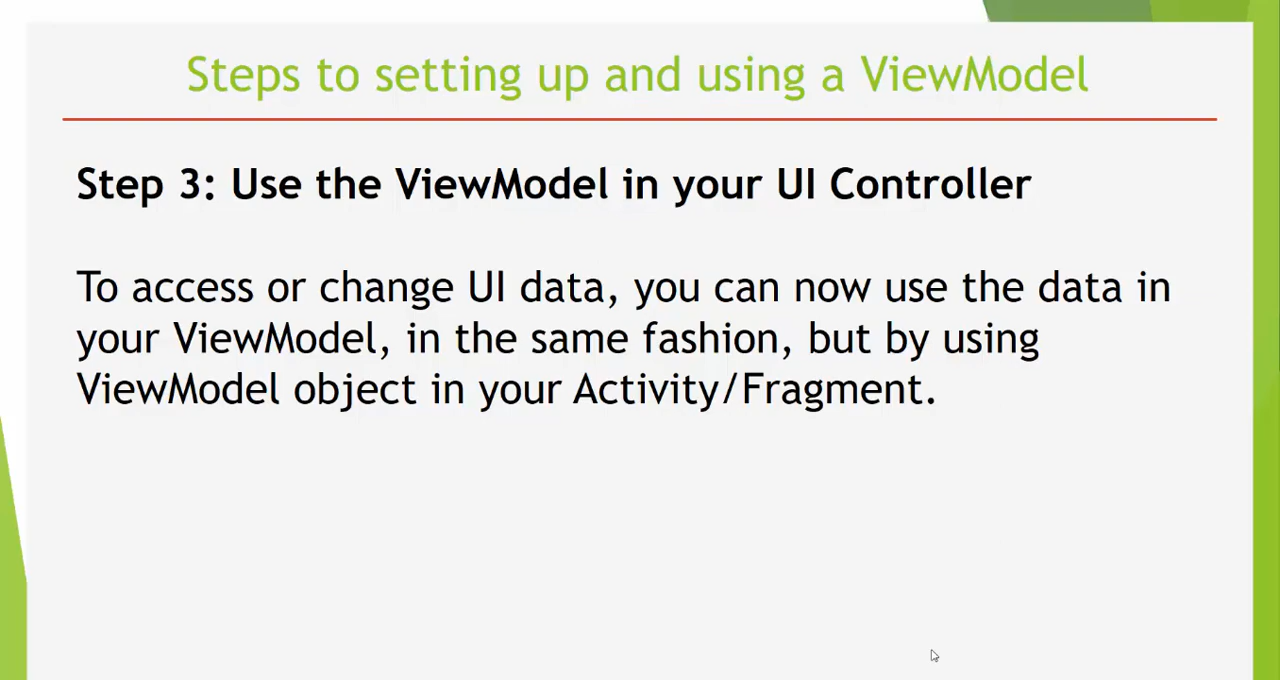 Steps to setting up and using a ViewModel
Step 3: Use the ViewModel in your UI Controller
To access or change UI data, you can now use the data in
your ViewModel, in the same fashion, but by using
ViewModel object in your Activity/Fragment.